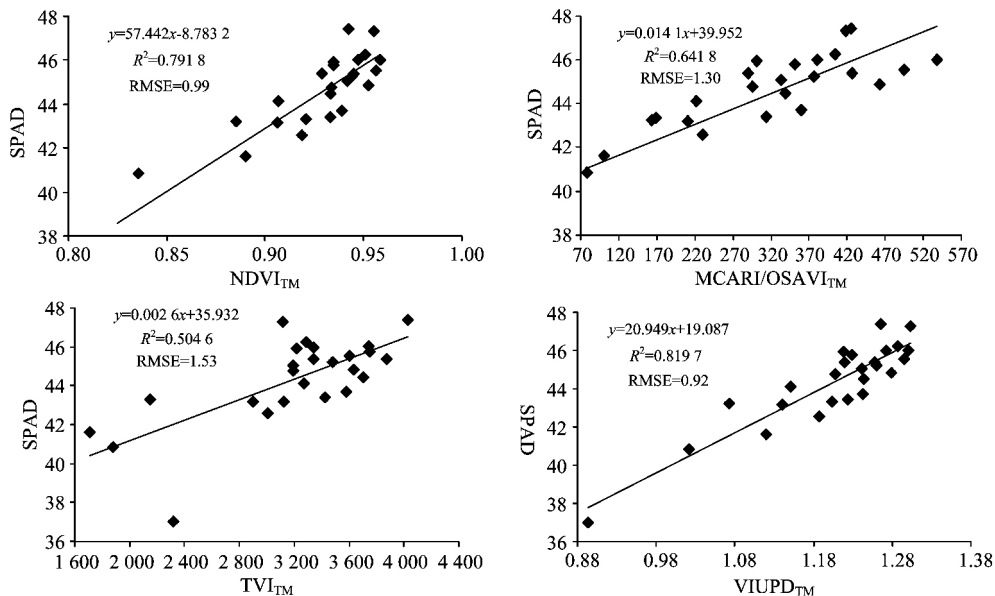 y=57.442x-8.783 2
R²=0.791 8
RMSE=0.99
SPAD
48
46
44
42
40
38
0.80 0.85 0.90 0.95 1.00
NDVI_TM
y=0.014 1x+39.952
R²=0.641 8
RMSE=1.30
SPAD
48
46
44
42
40
38
70 120 170 220 270 320 370 420 470 520 570
MCARI/OSAVI_TM
y=0.002 6x+35.932
R²=0.504 6
RMSE=1.53
SPAD
48
46
44
42
40
38
36
1 600 2 000 2 400 2 800 3 200 3 600 4 000 4 400
TVI_TM
y=20.949x+19.087
R²=0.819 7
RMSE=0.92
SPAD
48
46
44
42
40
38
36
0.88 0.98 1.08 1.18 1.28 1.38
VIUPD_TM